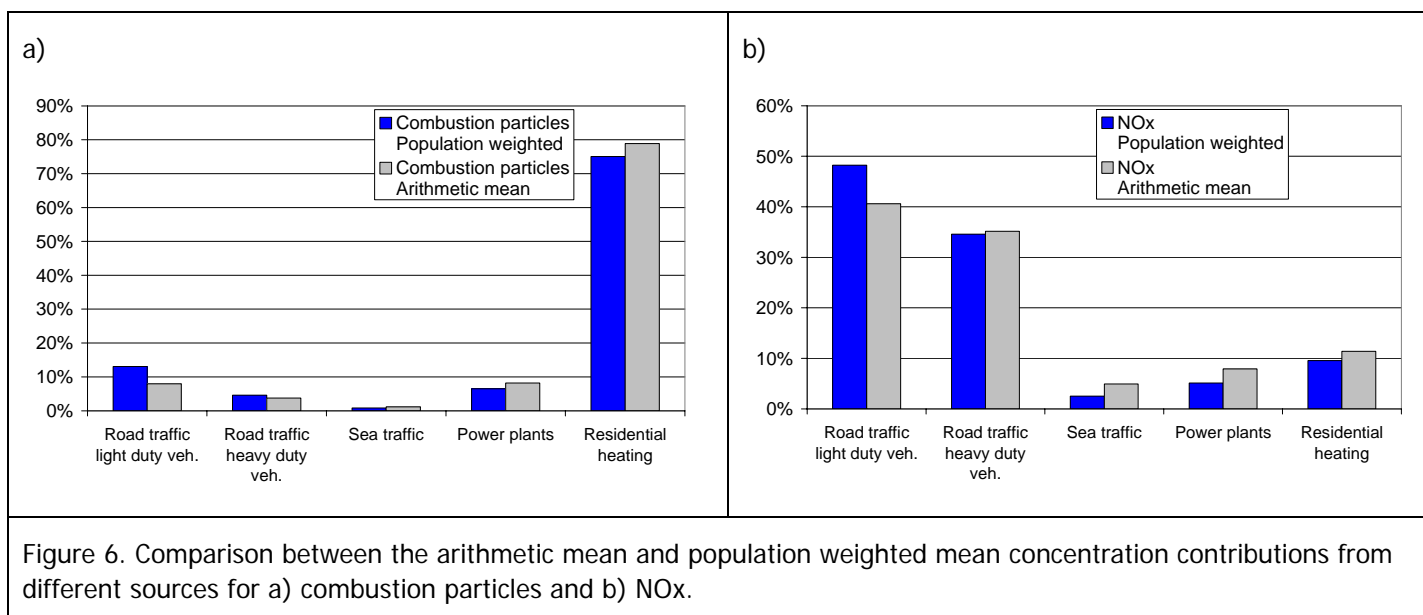 a)
90%
80%
70%
60%
50%
40%
30%
20%
10%
0%
Combustion particles
Population weighted
Combustion particles
Arithmetic mean
Road traffic
light duty veh.
Road traffic
heavy duty
veh.
Sea traffic
Power plants
Residential
heating
b)
60%
50%
40%
30%
20%
10%
0%
NOx
Population weighted
NOx
Arithmetic mean
Road traffic
light duty veh.
Road traffic
heavy duty
veh.
Sea traffic
Power plants
Residential
heating
Figure 6. Comparison between the arithmetic mean and population weighted mean concentration contributions from
different sources for a) combustion particles and b) NOx.